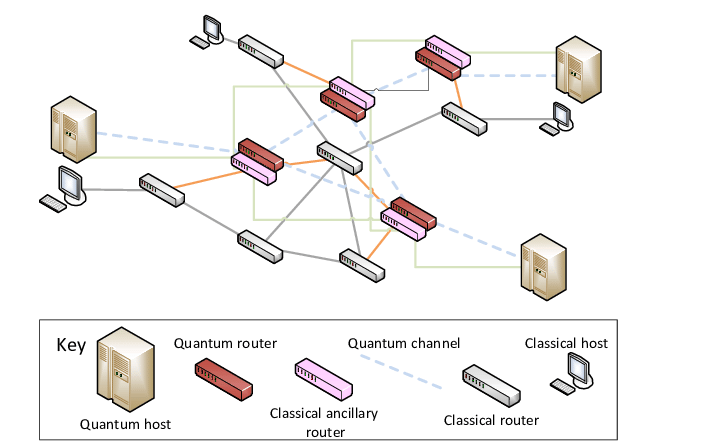 Key
Quantum router
Quantum channel
Classical host
Quantum host
Classical ancillary
router
Classical router